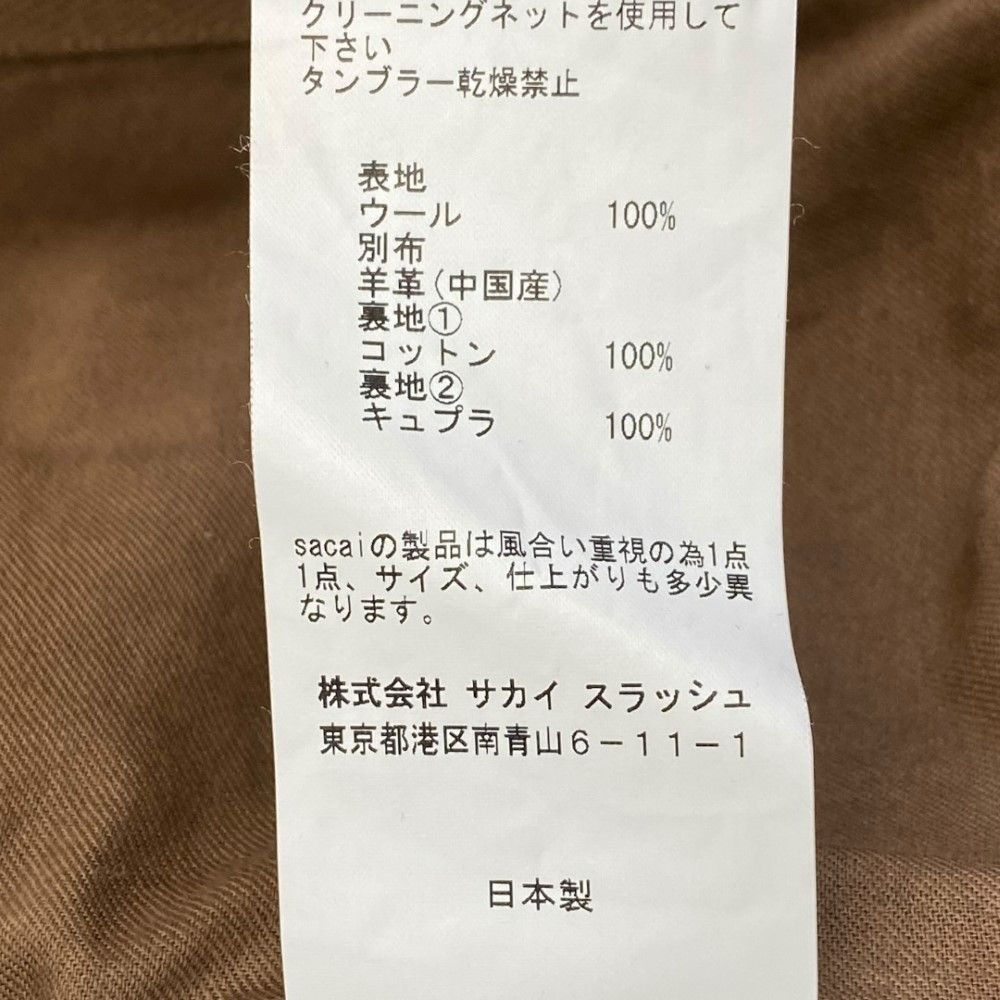 クリーニングネットを使用して
下さい
タンブラー乾燥禁止
表地
ウール 100%
別布
羊革(中国産)
裏地①
コットン 100%
裏地②
キュプラ 100%
sacaiの製品は風合い重視の為1点
1点、サイズ、仕上がりも多少異
なります。
株式会社 サカイ スラッシュ
東京都港区南青山6-11-1
日本製